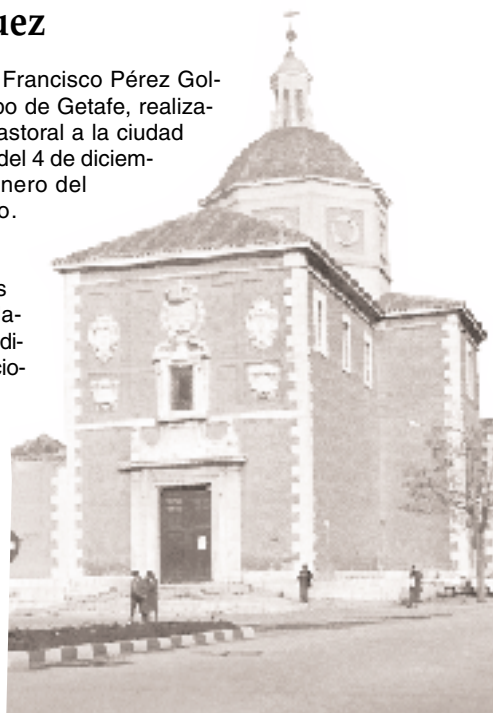 uez
Francisco Pérez Gol-
po de Getafe, realiza-
astoral a la ciudad
del 4 de diciem-
nero del
o.
s
a-
di-
cio-